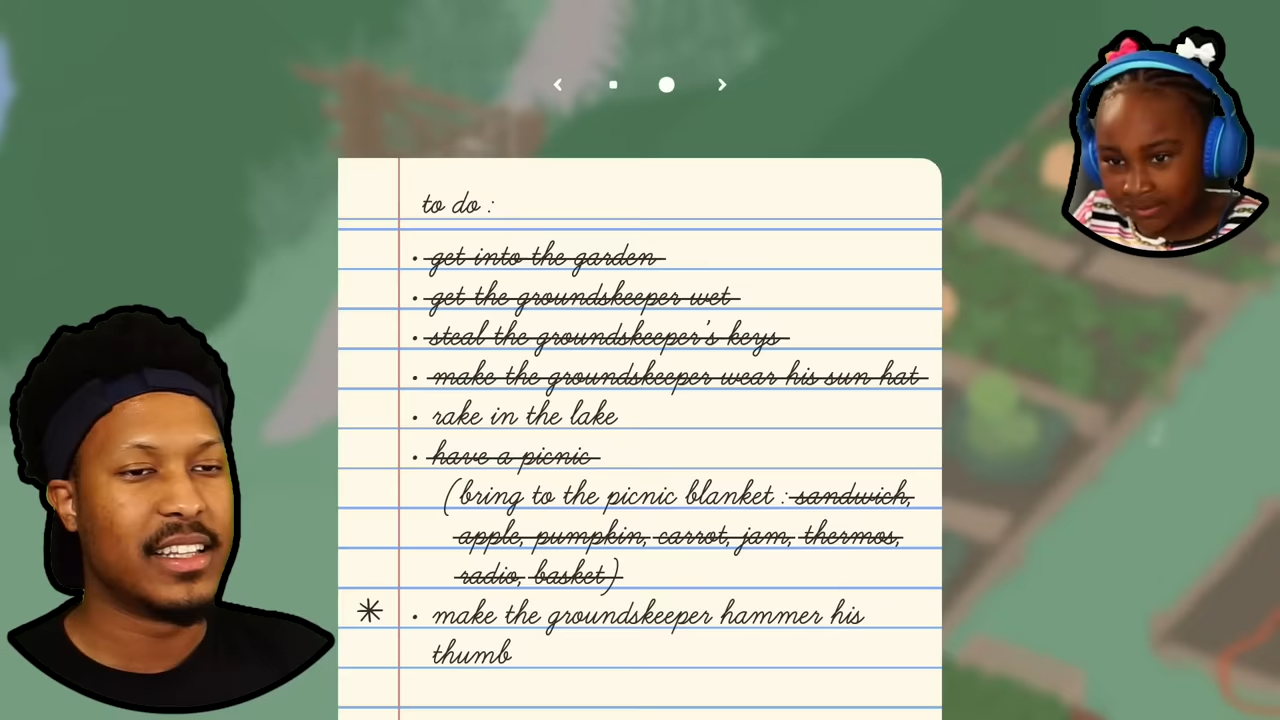 to do :
• get into the garden
• get the groundskeeper wet
• steal the groundskeeper's keys
• make the groundskeeper wear his sun hat
• rake in the lake
• have a picnic
(bring to the picnic blanket : sandwich,
apple, pumpkin, carrot, jam, thermos,
radio, basket)
• make the groundskeeper hammer his
thumb